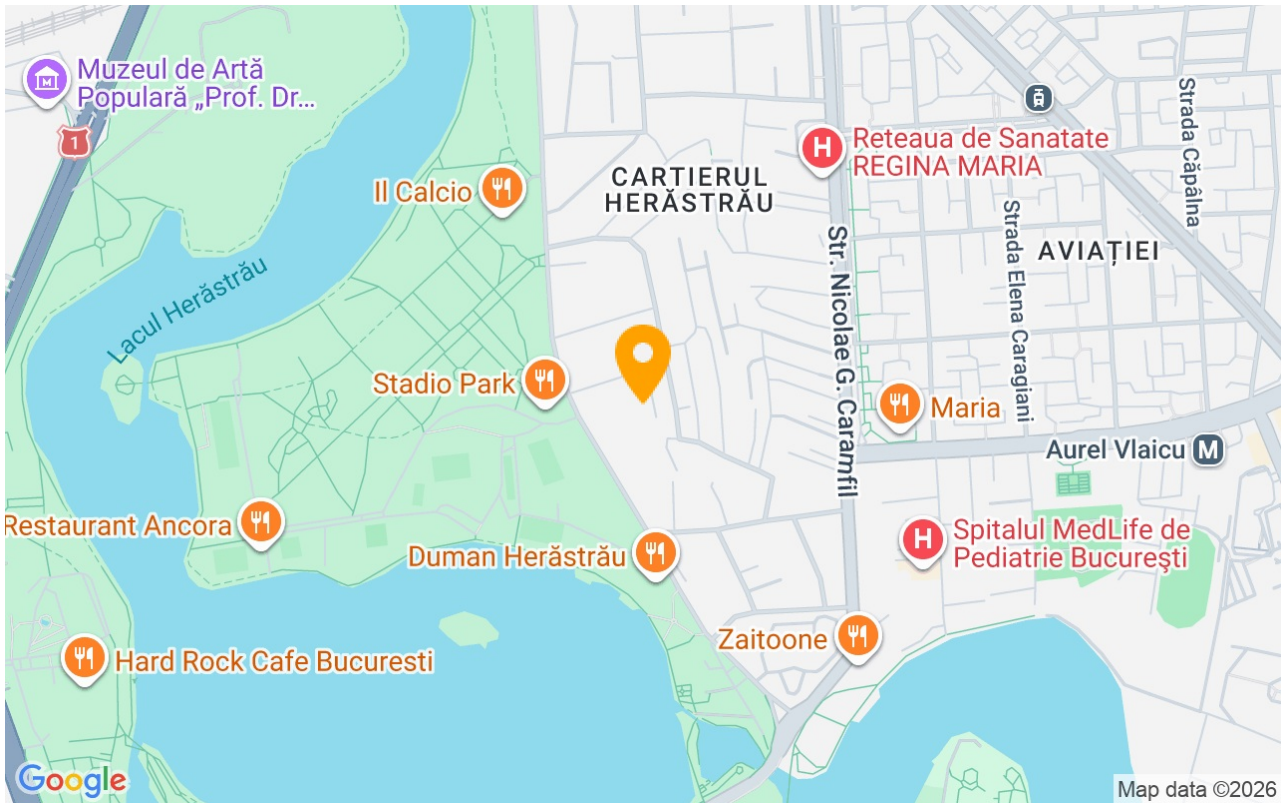 Muzeul de Artă
Populară „Prof. Dr...
1
Reteaua de Sanatate
REGINA MARIA
Strada Căpâlna
CARTIERUL
HERĂSTRĂU
Il Calcio
Strada Elena Caragiani
AVIAȚIEI
Str. Nicolae G. Caramfil
Lacul Herăstrău
Stadio Park
Maria
Aurel Vlaicu M
Restaurant Ancora
Spitalul MedLife de
Pediatrie Bucureşti
Duman Herăstrău
Zaitoone
Hard Rock Cafe Bucuresti
Google
Map data ©2026